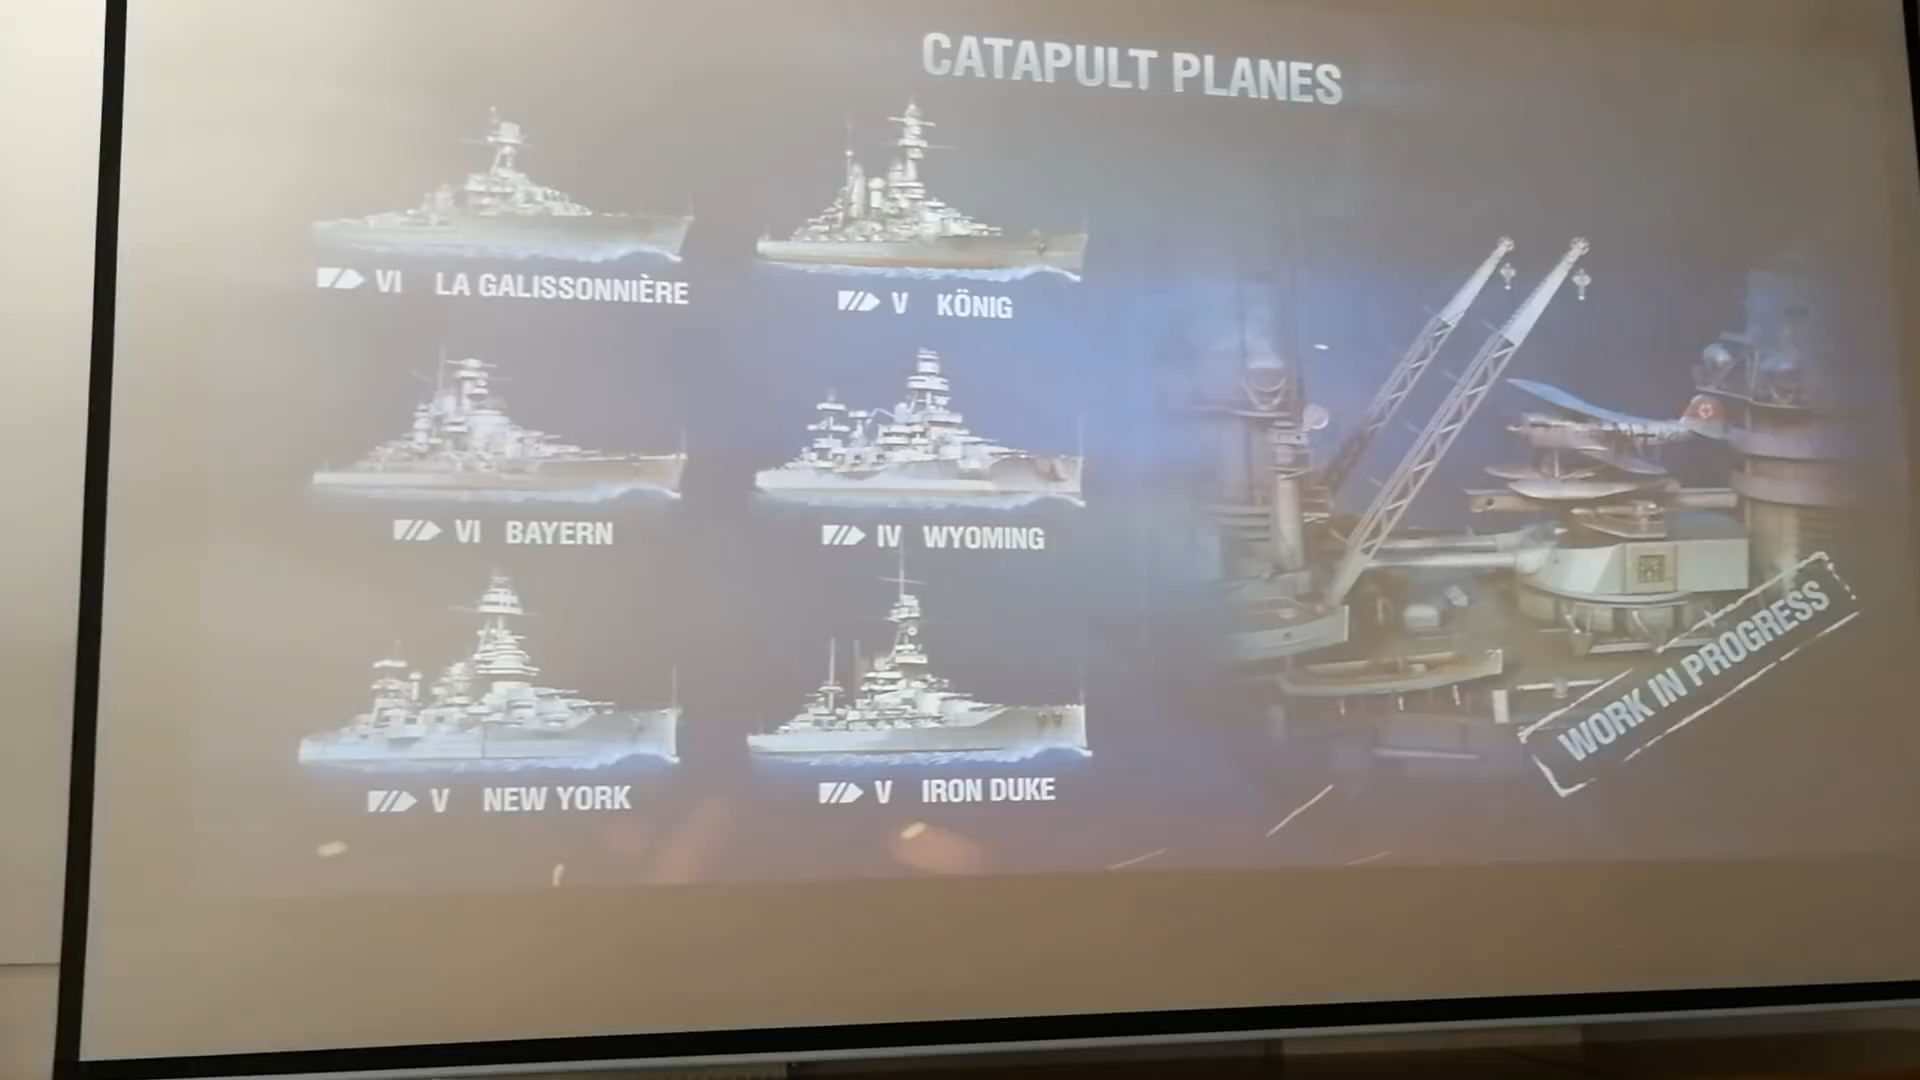 CATAPULT PLANES
VI LA GALISSONNIÈRE
V KÖNIG
VI BAYERN
IV WYOMING
V NEW YORK
V IRON DUKE
WORK IN PROGRESS